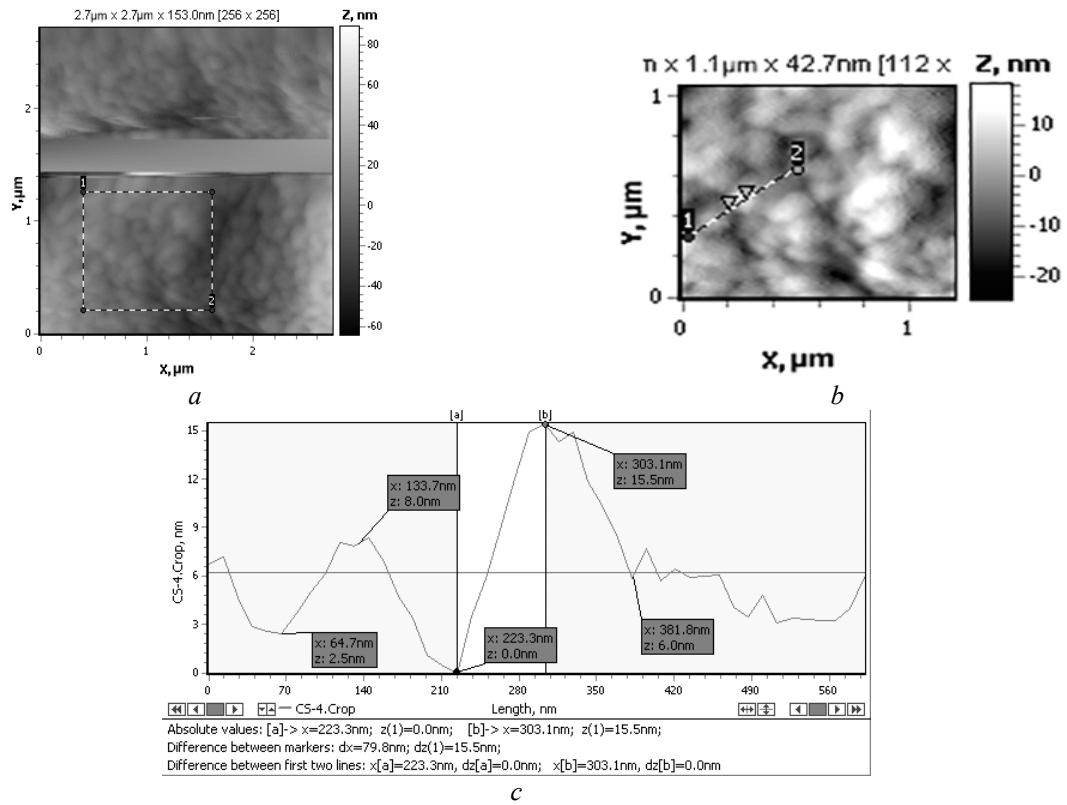 2.7µm x 2.7µm x 153.0nm [256 x 256]
Z, nm
80
60
40
20
0
-20
-40
-60
Y, µm
2
1
0
1
2
0
1
2
X, µm
a
n x 1.1µm x 42.7nm [112 x
Z, nm
10
0
-10
-20
Y, µm
1
0
1
2
0
1
X, µm
b
[a]
[b]
CS-4.Crop, nm
15
12
9
6
3
0
x: 133.7nm
z: 8.0nm
x: 303.1nm
z: 15.5nm
x: 64.7nm
z: 2.5nm
x: 223.3nm
z: 0.0nm
x: 381.8nm
z: 6.0nm
0 70 140 210 280 350 420 490 560
CS-4.Crop
Length, nm
Absolute values: [a]-> x=223.3nm; z(1)=0.0nm; [b]-> x=303.1nm; z(1)=15.5nm;
Difference between markers: dx=79.8nm; dz(1)=15.5nm;
Difference between first two lines: x[a]=223.3nm, dz[a]=0.0nm; x[b]=303.1nm, dz[b]=0.0nm
c